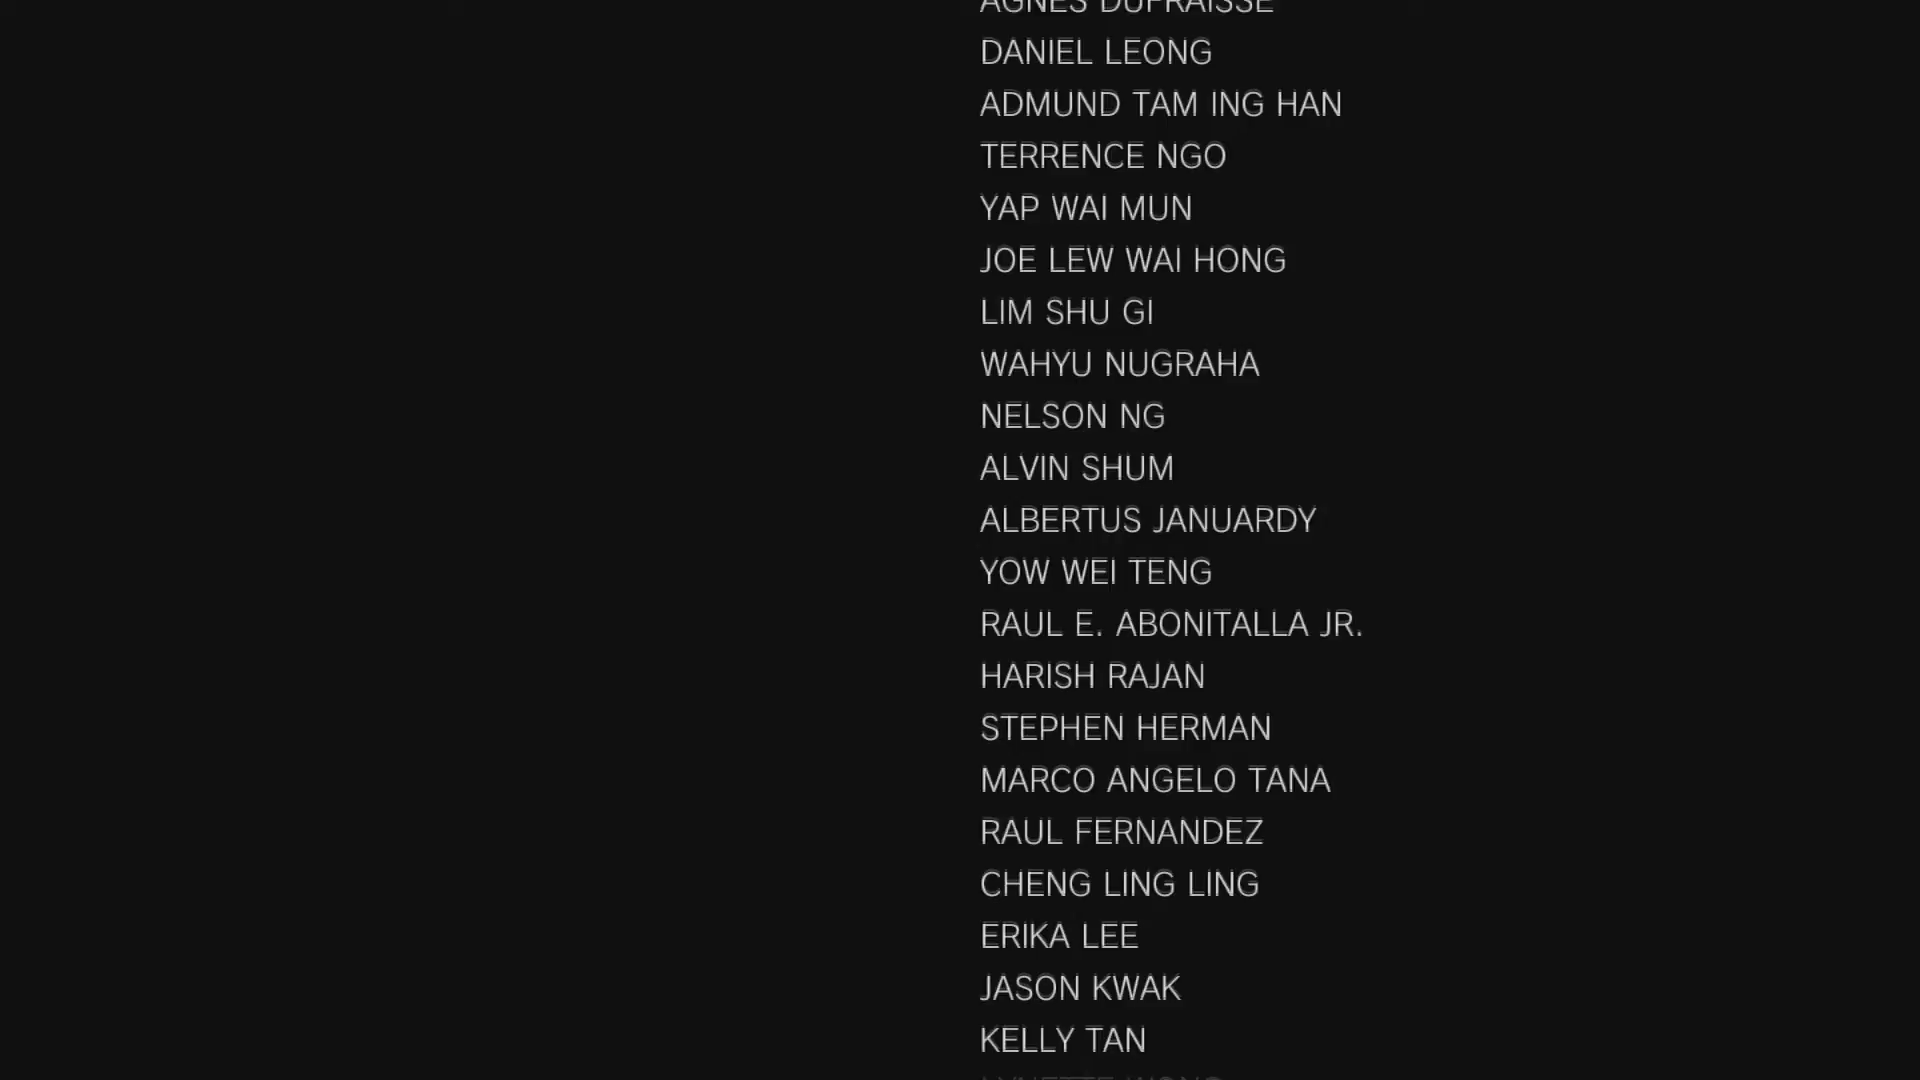 AGNES DUFRAISSE
DANIEL LEONG
ADMUND TAM ING HAN
TERRENCE NGO
YAP WAI MUN
JOE LEW WAI HONG
LIM SHU GI
WAHYU NUGRAHA
NELSON NG
ALVIN SHUM
ALBERTUS JANUARDY
YOW WEI TENG
RAUL E. ABONITALLA JR.
HARISH RAJAN
STEPHEN HERMAN
MARCO ANGELO TANA
RAUL FERNANDEZ
CHENG LING LING
ERIKA LEE
JASON KWAK
KELLY TAN